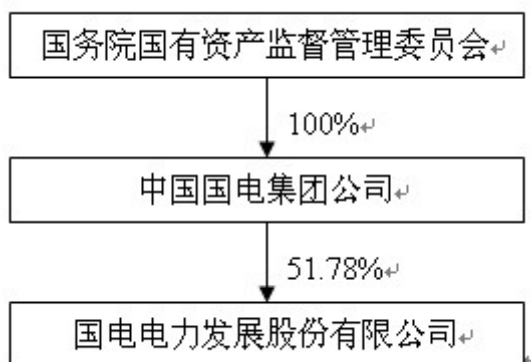 国务院国有资产监督管理委员会
100%
中国国电集团公司
51.78%
国电电力发展股份有限公司